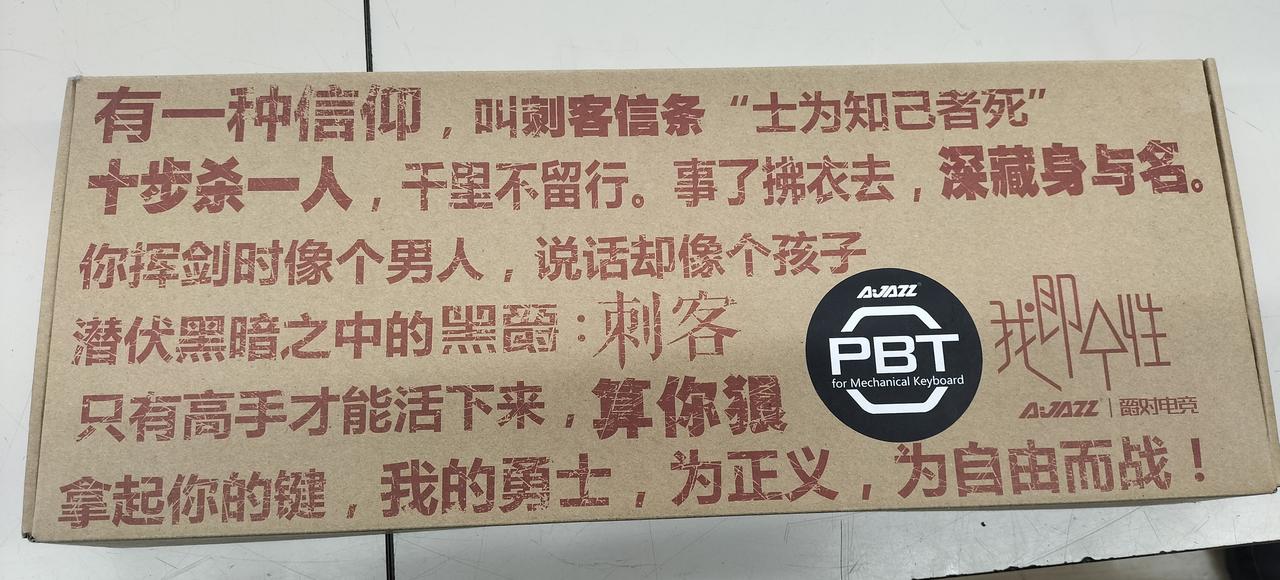 有一种信仰，叫刺客信条“士为知己者死”
十步杀一人，千里不留行。事了拂衣去，深藏身与名。
你挥剑时像个男人，说话却像个孩子
潜伏黑暗之中的黑爵：刺客
只有高手才能活下来，算你狠
拿起你的键，我的勇士，为正义，为自由而战！
A-JAZZ
PBT
for Mechanical Keyboard
我即个性
A-JAZZ | 爵对电竞